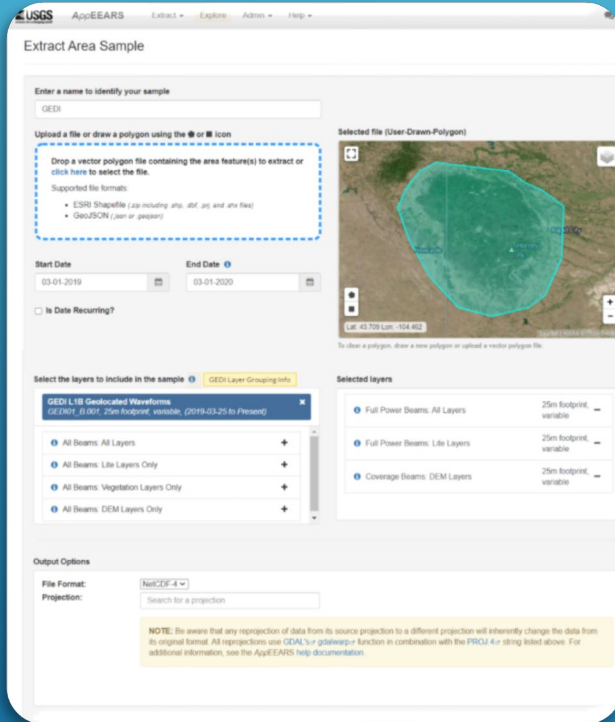 USGS AppEEARS Extract Explore Admin Help
Extract Area Sample
Enter a name to identify your sample
GEDI
Upload a file or draw a polygon using the or icon
Drop a vector polygon file containing the area feature(s) to extract or
click here to select the file.
Supported file formats:
• ESRI Shapefile (.zip including .shp, .dbf, .prj, and .shx files)
• GeoJSON (.json or .geojson)
Start Date
03-01-2019
End Date
03-01-2020
Is Date Recurring?
Selected file (User-Drawn-Polygon)
+
−
Lat: 43.709 Lon: -104.462
To clear a polygon, draw a new polygon or upload a vector polygon file.
Select the layers to include in the sample GEDI Layer Grouping Info
GEDI L1B Geolocated Waveforms
GEDI01_B.001, 25m footprint, variable, (2019-03-25 to Present)
All Beams: All Layers +
All Beams: Lite Layers Only +
All Beams: Vegetation Layers Only +
All Beams: DEM Layers Only +
Selected layers
Full Power Beams: All Layers 25m footprint,
variable
Full Power Beams: Lite Layers 25m footprint,
variable
Coverage Beams: DEM Layers 25m footprint,
variable
Output Options
File Format: NetCDF-4
Projection: Search for a projection
NOTE: Be aware that any reprojection of data from its source projection to a different projection will inherently change the data from
its original format. All reprojections use GDAL's gdalwarp function in combination with the PROJ.4 string listed above. For
additional information, see the AppEEARS help documentation.